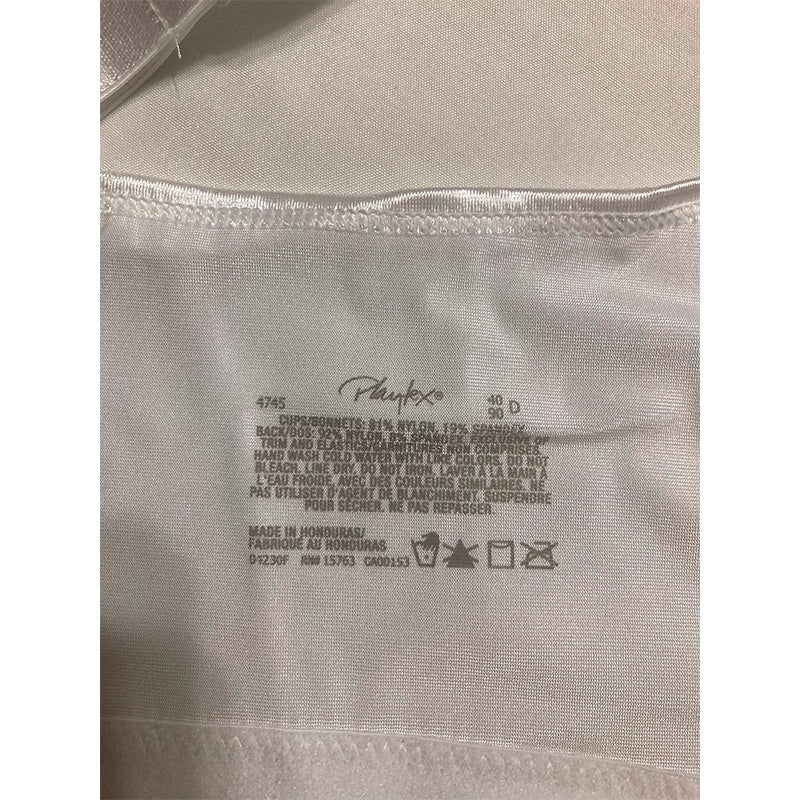 Playtex®
4745
40
90 D
CUPS/BONNETS: 81% NYLON, 19% SPANDEX.
BACK/DOS: 92% NYLON, 8% SPANDEX. EXCLUSIVE OF
TRIM AND ELASTICS/GARNITURES NON COMPRISES.
HAND WASH COLD WATER WITH LIKE COLORS. DO NOT
BLEACH. LINE DRY. DO NOT IRON. LAVER À LA MAIN À
L'EAU FROIDE, AVEC DES COULEURS SIMILAIRES. NE
PAS UTILISER D'AGENT DE BLANCHIMENT. SUSPENDRE
POUR SÉCHER. NE PAS REPASSER.
MADE IN HONDURAS/
FABRIQUÉ AU HONDURAS
RN# 15763 CA00153